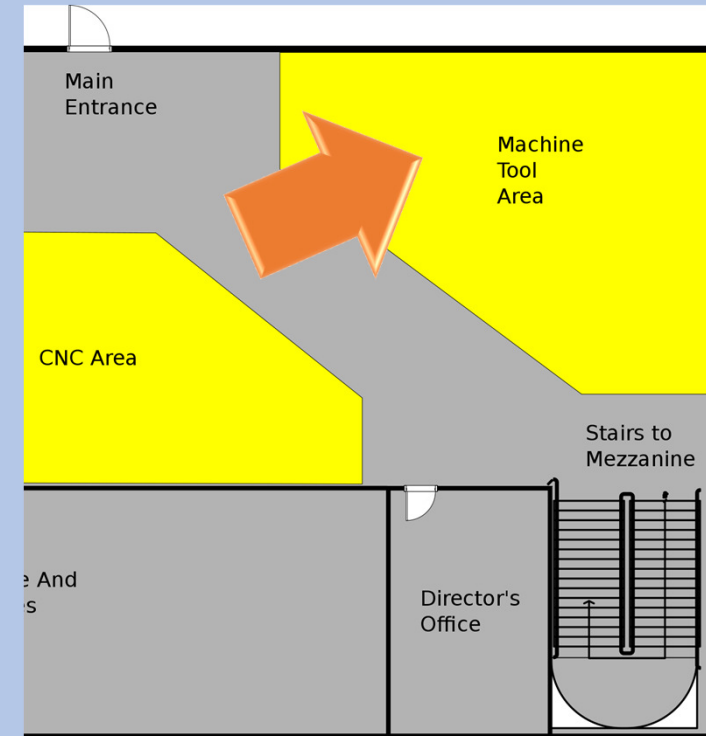 Main
Entrance
Machine
Tool
Area
CNC Area
Stairs to
Mezzanine
And
Director's
Office